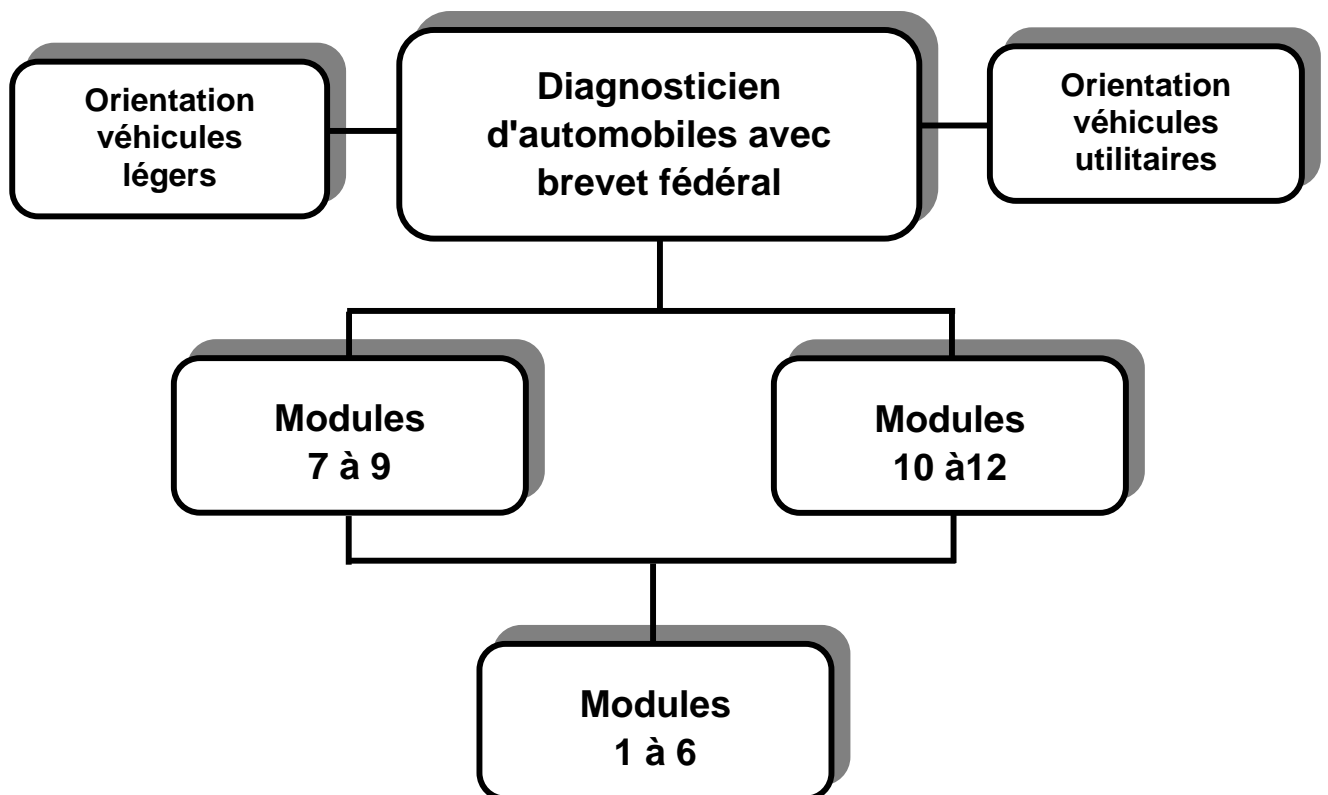 Orientation
véhicules
légers
Diagnosticien
d'automobiles avec
brevet fédéral
Orientation
véhicules
utilitaires
Modules
7 à 9
Modules
10 à12
Modules
1 à 6